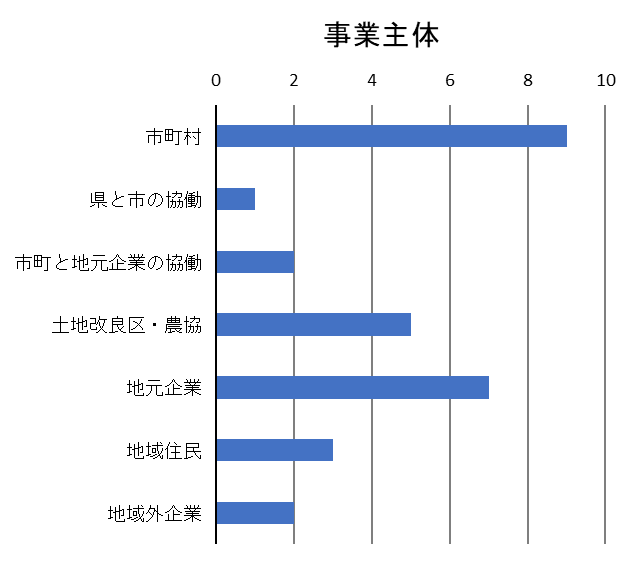 事業主体
0 2 4 6 8 10
市町村
県と市の協働
市町と地元企業の協働
土地改良区・農協
地元企業
地域住民
地域外企業